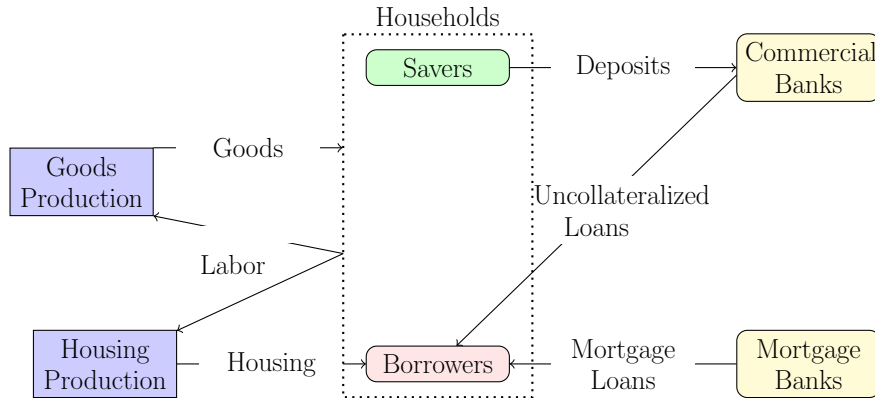 Households
Savers
Deposits
Commercial
Banks
Goods
Goods
Production
Uncollateralized
Loans
Labor
Housing
Production
Housing
Borrowers
Mortgage
Loans
Mortgage
Banks